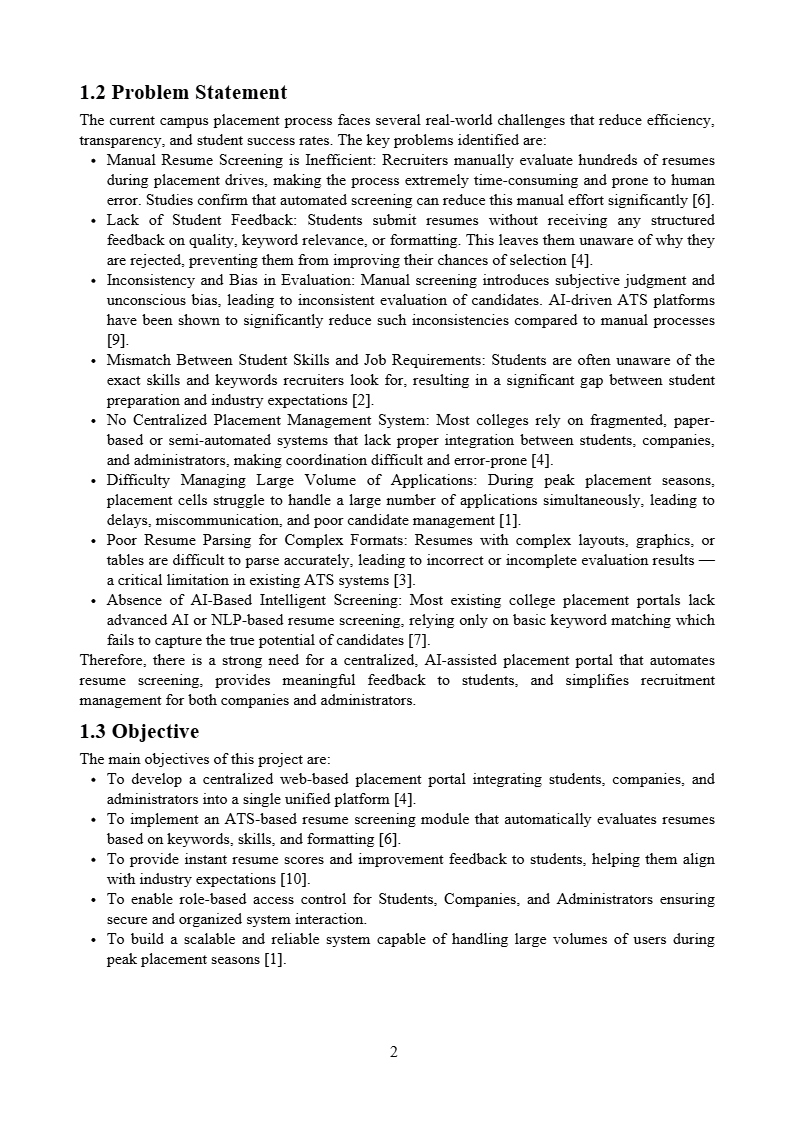 1.2 Problem Statement
The current campus placement process faces several real-world challenges that reduce efficiency,
transparency, and student success rates. The key problems identified are:
• Manual Resume Screening is Inefficient: Recruiters manually evaluate hundreds of resumes
during placement drives, making the process extremely time-consuming and prone to human
error. Studies confirm that automated screening can reduce this manual effort significantly [6].
• Lack of Student Feedback: Students submit resumes without receiving any structured
feedback on quality, keyword relevance, or formatting. This leaves them unaware of why they
are rejected, preventing them from improving their chances of selection [4].
• Inconsistency and Bias in Evaluation: Manual screening introduces subjective judgment and
unconscious bias, leading to inconsistent evaluation of candidates. AI-driven ATS platforms
have been shown to significantly reduce such inconsistencies compared to manual processes
[9].
• Mismatch Between Student Skills and Job Requirements: Students are often unaware of the
exact skills and keywords recruiters look for, resulting in a significant gap between student
preparation and industry expectations [2].
• No Centralized Placement Management System: Most colleges rely on fragmented, paper-
based or semi-automated systems that lack proper integration between students, companies,
and administrators, making coordination difficult and error-prone [4].
• Difficulty Managing Large Volume of Applications: During peak placement seasons,
placement cells struggle to handle a large number of applications simultaneously, leading to
delays, miscommunication, and poor candidate management [1].
• Poor Resume Parsing for Complex Formats: Resumes with complex layouts, graphics, or
tables are difficult to parse accurately, leading to incorrect or incomplete evaluation results —
a critical limitation in existing ATS systems [3].
• Absence of AI-Based Intelligent Screening: Most existing college placement portals lack
advanced AI or NLP-based resume screening, relying only on basic keyword matching which
fails to capture the true potential of candidates [7].
Therefore, there is a strong need for a centralized, AI-assisted placement portal that automates
resume screening, provides meaningful feedback to students, and simplifies recruitment
management for both companies and administrators.
1.3 Objective
The main objectives of this project are:
• To develop a centralized web-based placement portal integrating students, companies, and
administrators into a single unified platform [4].
• To implement an ATS-based resume screening module that automatically evaluates resumes
based on keywords, skills, and formatting [6].
• To provide instant resume scores and improvement feedback to students, helping them align
with industry expectations [10].
• To enable role-based access control for Students, Companies, and Administrators ensuring
secure and organized system interaction.
• To build a scalable and reliable system capable of handling large volumes of users during
peak placement seasons [1].
2